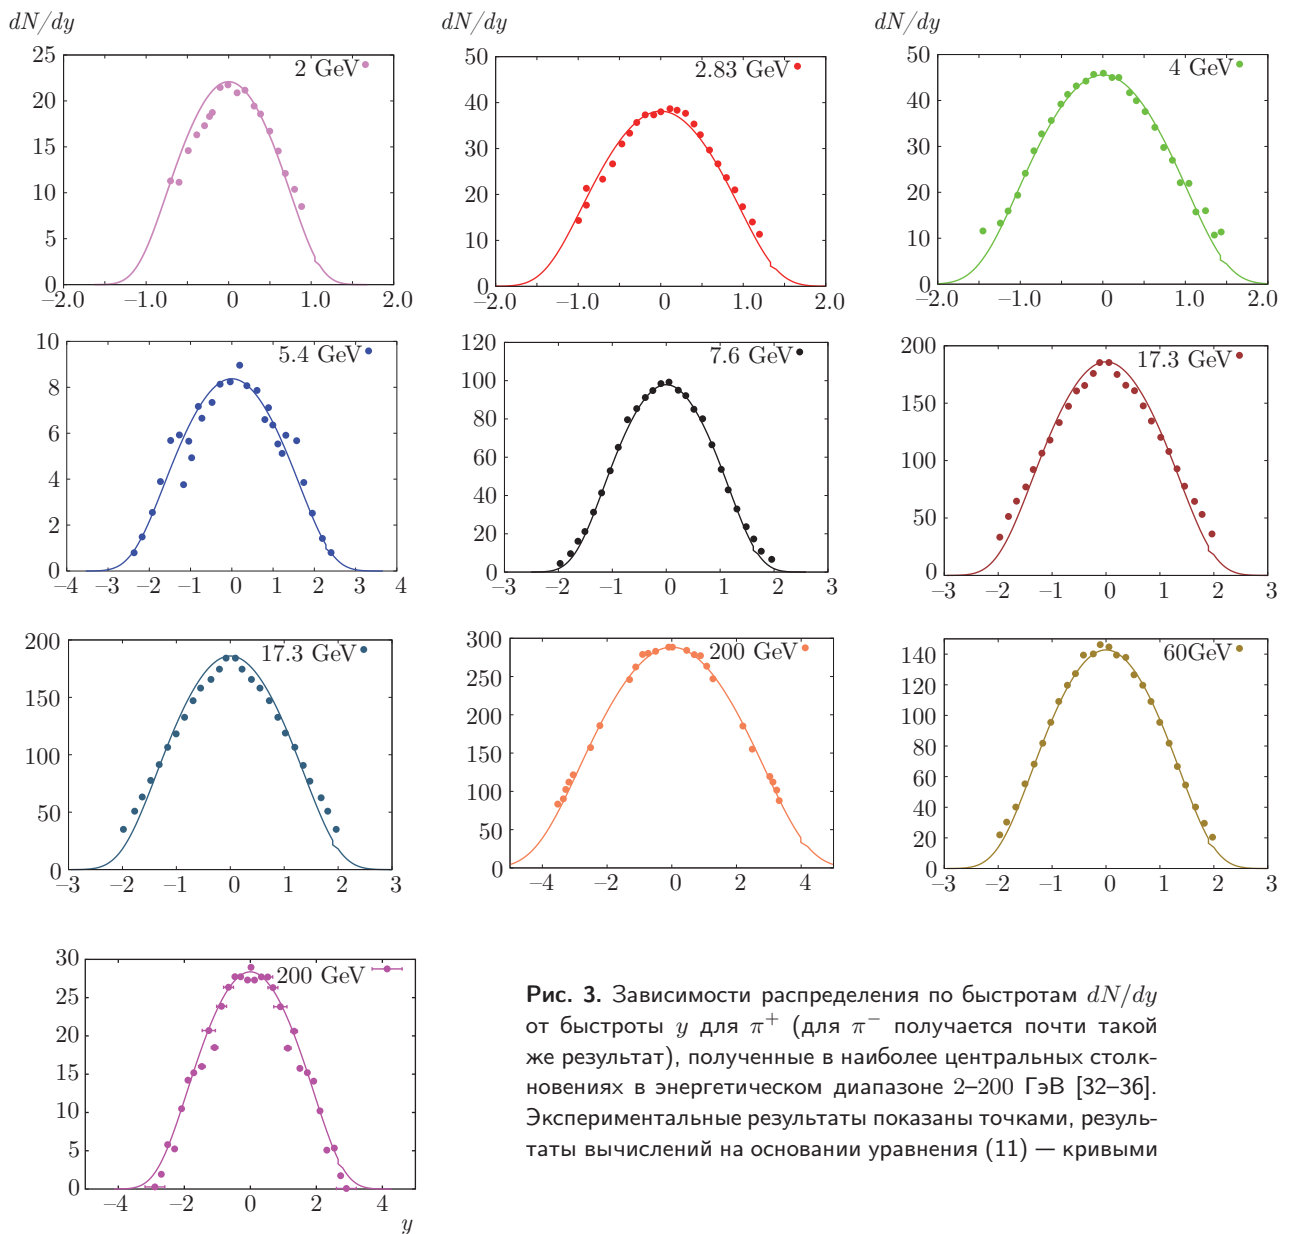 dN/dy dN/dy dN/dy
25 20 15 10 5 0
2 GeV
–2.0 –1.0 0 1.0 2.0
50 40 30 20 10 0
2.83 GeV
–2.0 –1.0 0 1.0 2.0
50 40 30 20 10 0
4 GeV
–2.0 –1.0 0 1.0 2.0
10 8 6 4 2 0
5.4 GeV
–4 –3 –2 –1 0 1 2 3 4
120 100 80 60 40 20 0
7.6 GeV
–3 –2 –1 0 1 2 3
200 150 100 50 0
17.3 GeV
–3 –2 –1 0 1 2 3
200 150 100 50 0
17.3 GeV
–3 –2 –1 0 1 2 3
300 250 200 150 100 50 0
200 GeV
–4 –2 0 2 4
140 120 100 80 60 40 20 0
60GeV
–3 –2 –1 0 1 2 3
30 25 20 15 10 5 0
200 GeV
–4 –2 0 2 4
y
Рис. 3. Зависимости распределения по быстротам dN/dy
от быстроты y для π⁺ (для π⁻ получается почти такой
же результат), полученные в наиболее центральных столк-
новениях в энергетическом диапазоне 2–200 ГэВ [32–36].
Экспериментальные результаты показаны точками, резуль-
таты вычислений на основании уравнения (11) — кривыми